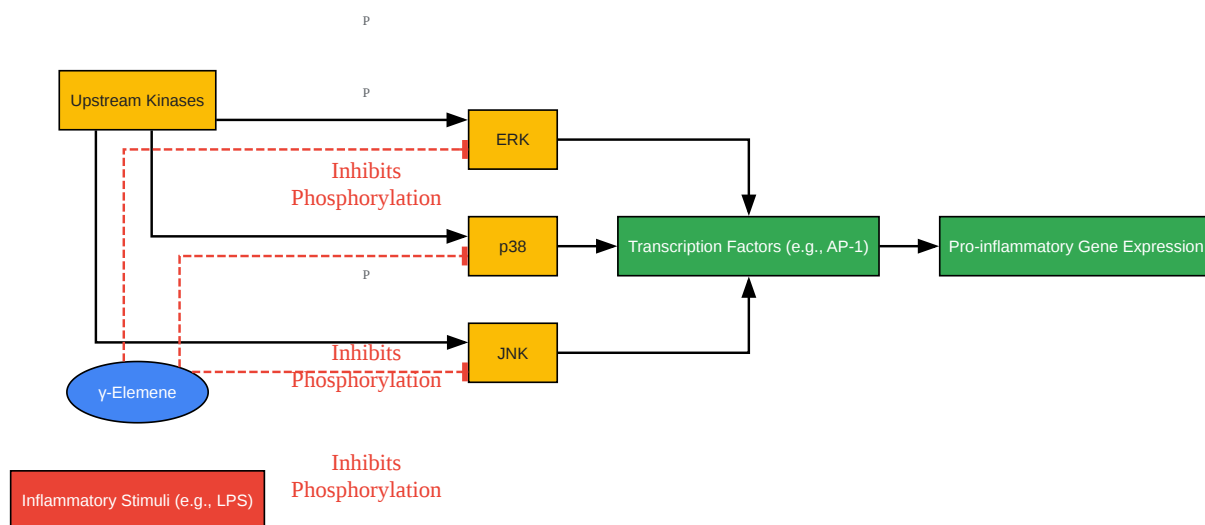 P
P
Upstream Kinases
ERK
Inhibits
Phosphorylation
p38
Transcription Factors (e.g., AP-1)
Pro-inflammatory Gene Expression
P
JNK
Inhibits
Phosphorylation
γ-Elemene
Inhibits
Phosphorylation
Inflammatory Stimuli (e.g., LPS)